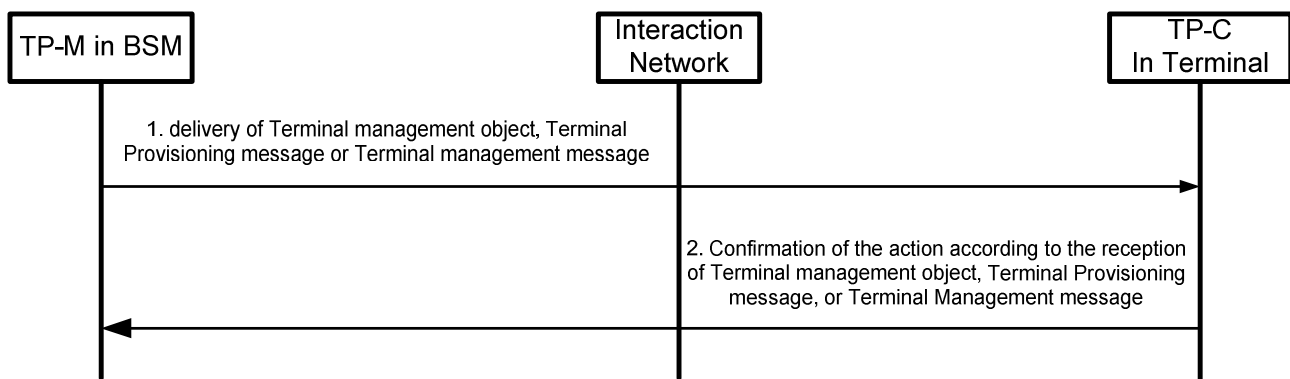 TP-M in BSM
Interaction
Network
TP-C
In Terminal
1. delivery of Terminal management object, Terminal
Provisioning message or Terminal management message
2. Confirmation of the action according to the reception
of Terminal management object, Terminal Provisioning
message, or Terminal Management message